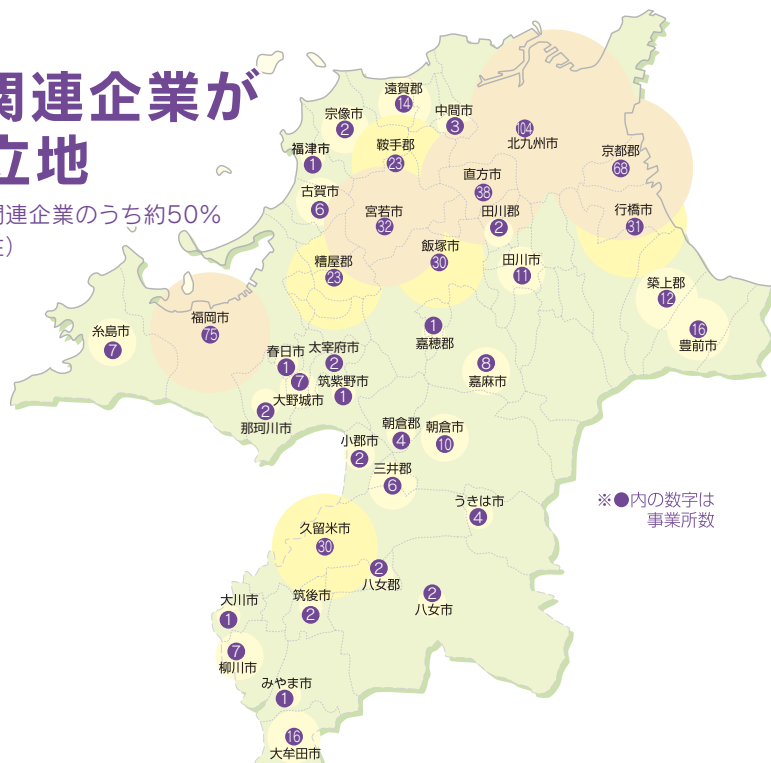 関連企業が
立地
関連企業のうち約50%
遠賀郡
14
宗像市
2
中間市
3
104
北九州市
福津市
1
鞍手郡
23
京都郡
68
直方市
38
古賀市
6
宮若市
32
田川郡
2
行橋市
31
飯塚市
30
田川市
11
糟屋郡
23
築上郡
12
福岡市
75
糸島市
7
16
豊前市
1
嘉穂郡
春日市
1
太宰府市
2
8
嘉麻市
7
大野城市
筑紫野市
1
2
那珂川市
朝倉郡
4
朝倉市
10
小郡市
2
三井郡
6
うきは市
4
※●内の数字は
事業所数
久留米市
30
2
八女郡
2
八女市
大川市
1
筑後市
2
7
柳川市
みやま市
1
16
大牟田市